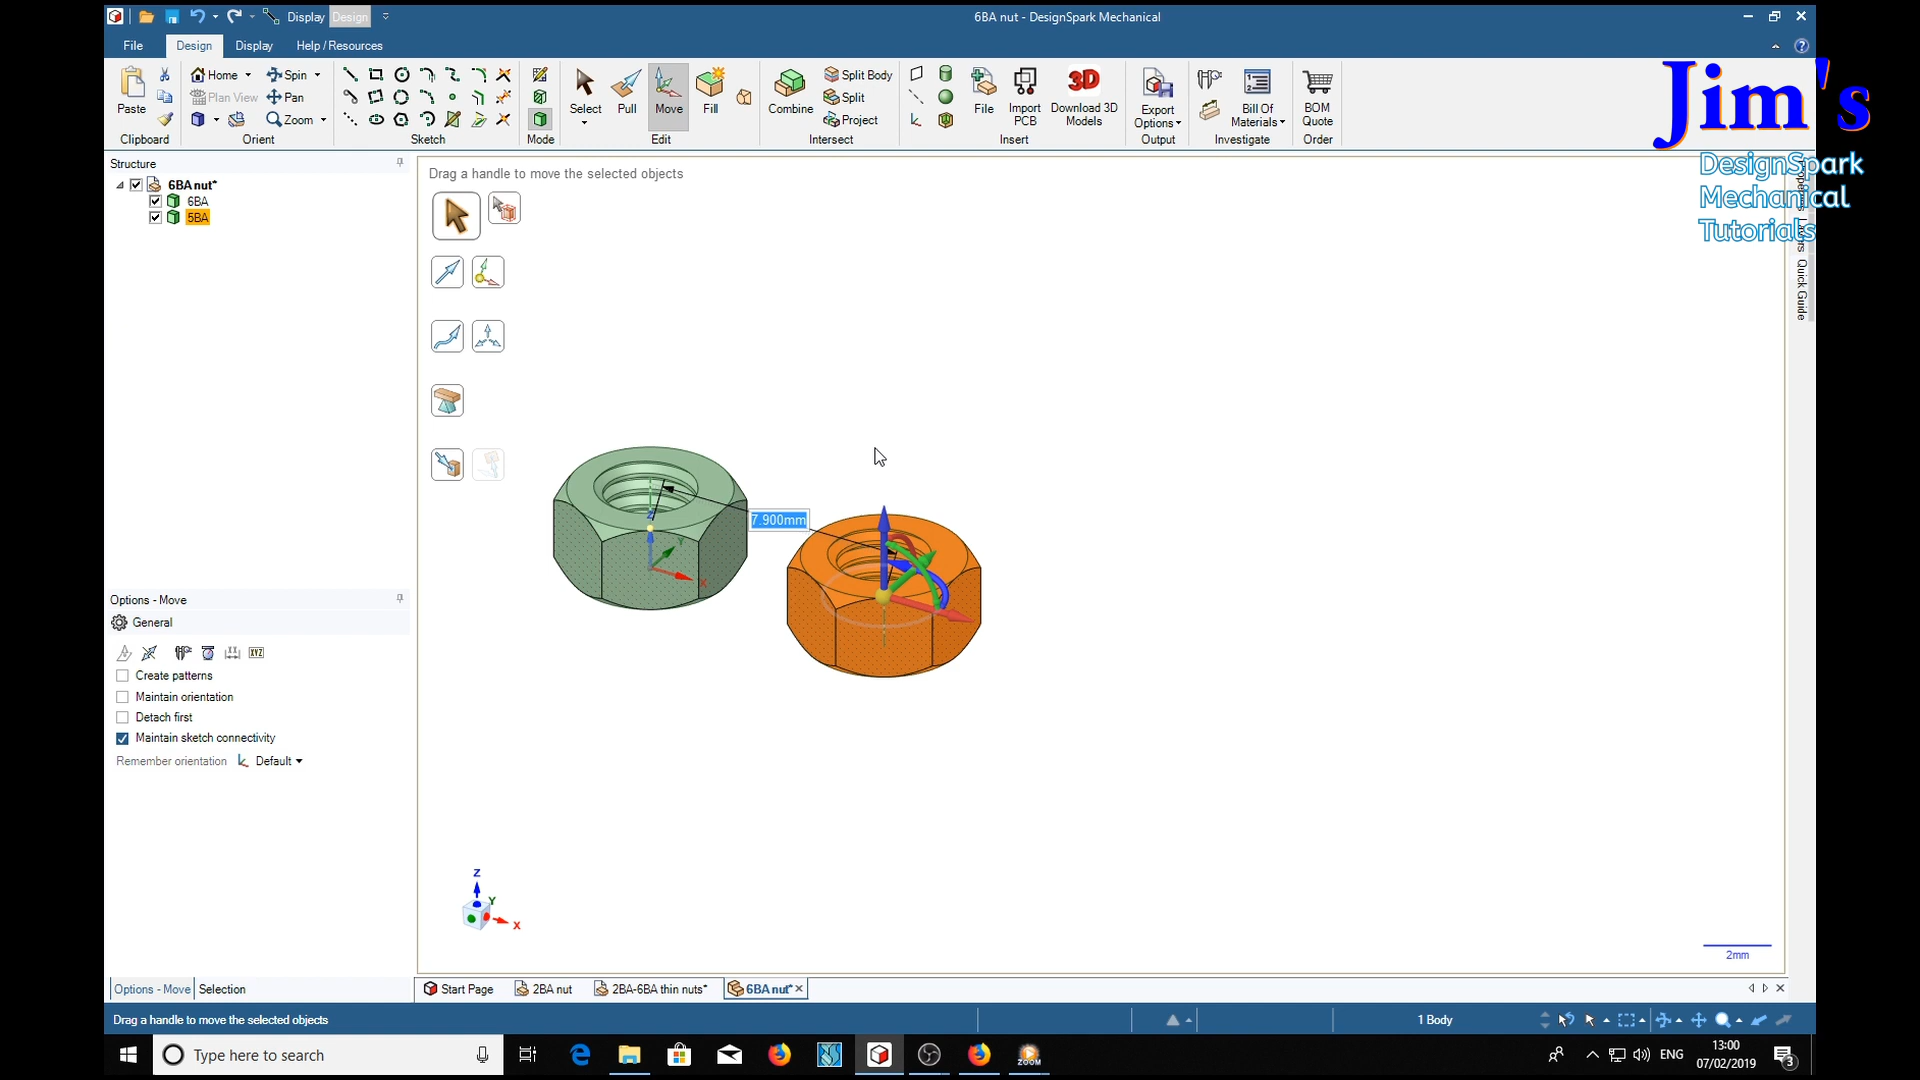 Display Design
6BA nut - DesignSpark Mechanical
File Design Display Help / Resources
Paste
Clipboard
Home Spin
Plan View Pan
Zoom
Orient
Sketch
Mode
Select Pull Move Fill
Edit
Combine Split Body
Split
Project
Intersect
File Import PCB Download 3D Models
3D
Insert
Export Options
Output
Bill Of Materials
Investigate
BOM Quote
Order
Jim's
DesignSpark
Mechanical
Tutorials
Structure
6BA nut*
6BA
5BA
Drag a handle to move the selected objects
7.900mm
Z
Y
X
Options - Move
General
XYZ
Create patterns
Maintain orientation
Detach first
Maintain sketch connectivity
Remember orientation Default
Quick Guide
Z
Y
X
2mm
Options - Move Selection
Start Page 2BA nut 2BA-6BA thin nuts* 6BA nut*
Drag a handle to move the selected objects
1 Body
Type here to search
ZOOM
ENG
13:00
07/02/2019
3